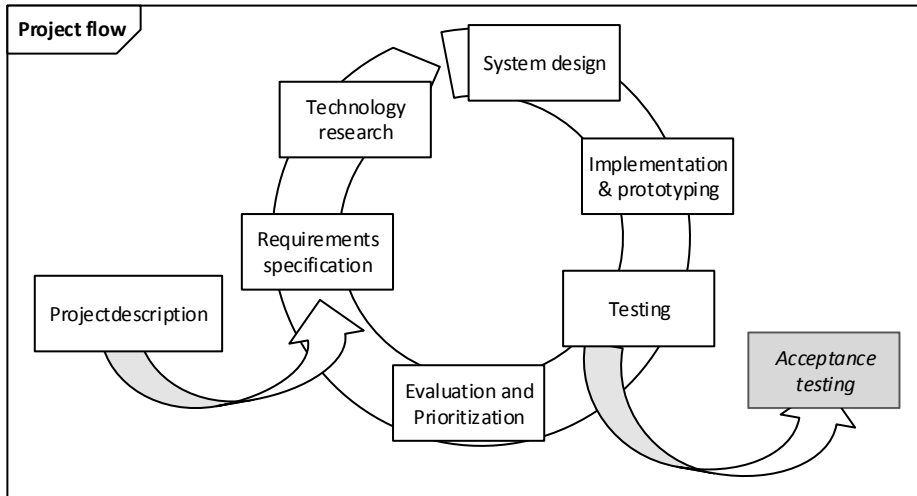 Project flow
System design
Technology
research
Implementation
& prototyping
Requirements
specification
Projectdescription
Testing
Acceptance
testing
Evaluation and
Prioritization